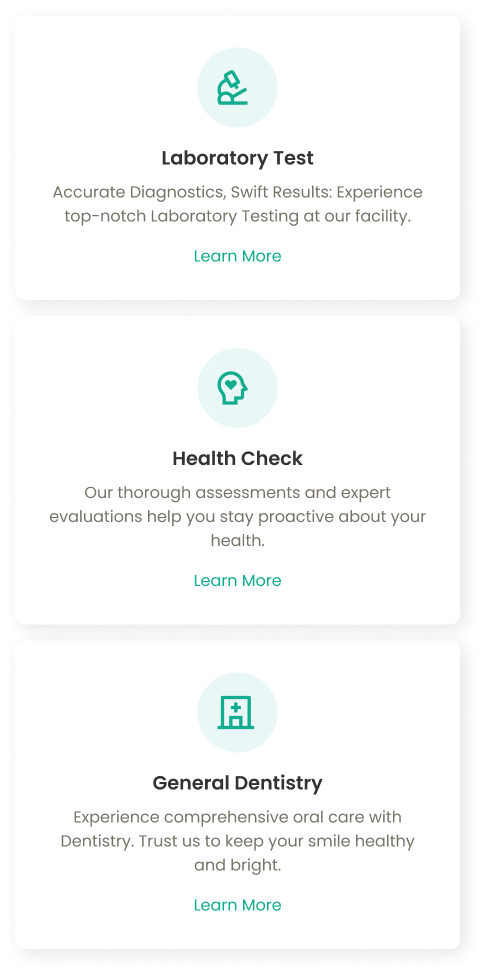 Laboratory Test
Accurate Diagnostics, Swift Results: Experience
top-notch Laboratory Testing at our facility.
Learn More
Health Check
Our thorough assessments and expert
evaluations help you stay proactive about your
health.
Learn More
General Dentistry
Experience comprehensive oral care with
Dentistry. Trust us to keep your smile healthy
and bright.
Learn More